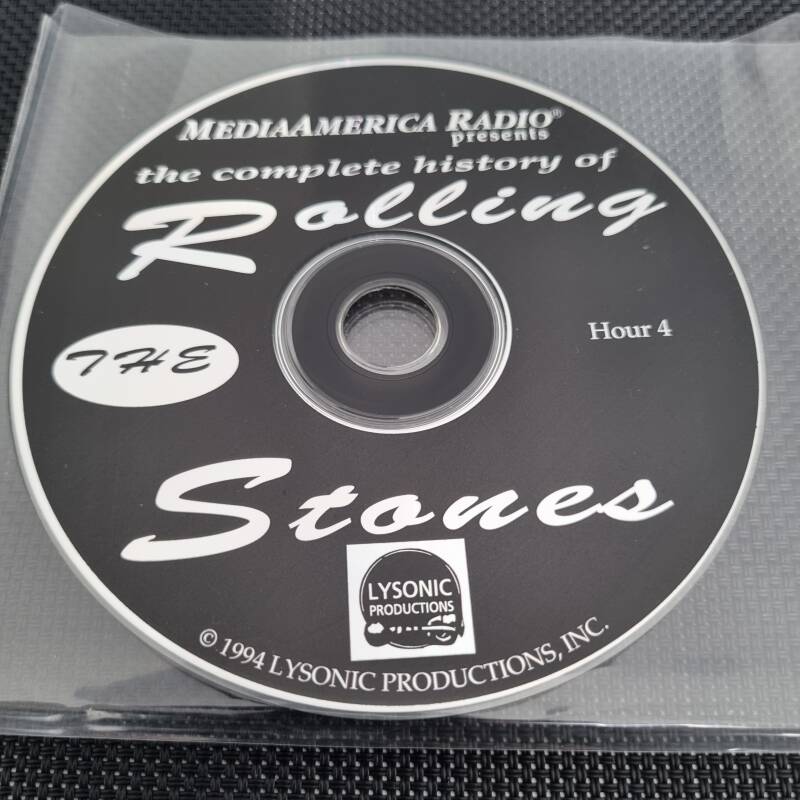 MEDIAAMERICA RADIO®
presents
the complete history of
Rolling
THE
Hour 4
Stones
LYSONIC
PRODUCTIONS
© 1994 LYSONIC PRODUCTIONS, INC.